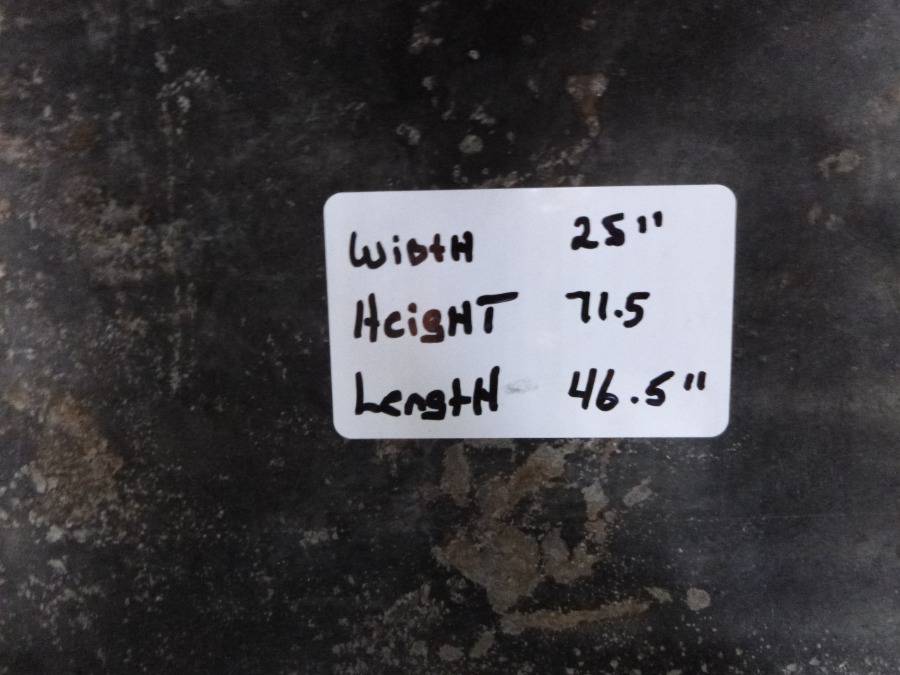 WiDtH 25"
HeigHT 71.5
LengtH 46.5"